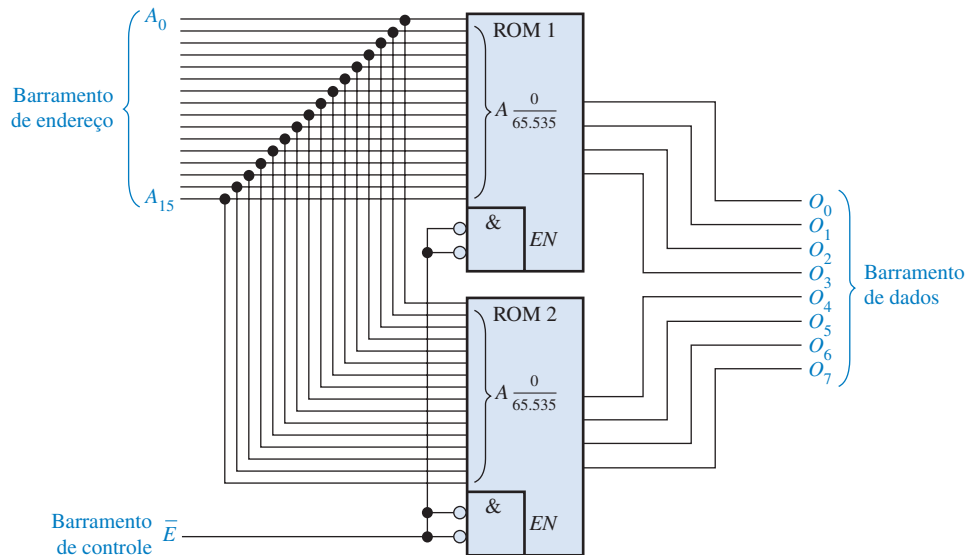 A0
Barramento
de endereço
A15
ROM 1
A 0
65.535
&
EN
ROM 2
A 0
65.535
&
EN
O0
O1
O2
O3
O4
O5
O6
O7
Barramento
de dados
Barramento
de controle
E̅